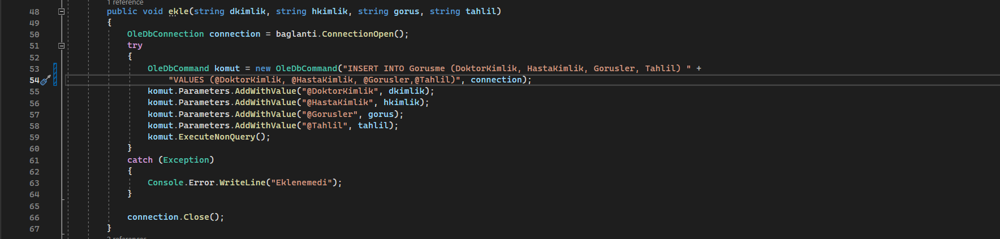 1 reference
48 public void ekle(string dkimlik, string hkimlik, string gorus, string tahlil)
49 {
50 OleDbConnection connection = baglanti.ConnectionOpen();
51 try
52 {
53 OleDbCommand komut = new OleDbCommand("INSERT INTO Gorusme (DoktorKimlik, HastaKimlik, Gorusler, Tahlil) " +
54 "VALUES (@DoktorKimlik, @HastaKimlik, @Gorusler,@Tahlil)", connection);
55 komut.Parameters.AddWithValue("@DoktorKimlik", dkimlik);
56 komut.Parameters.AddWithValue("@HastaKimlik", hkimlik);
57 komut.Parameters.AddWithValue("@Gorusler", gorus);
58 komut.Parameters.AddWithValue("@Tahlil", tahlil);
59 komut.ExecuteNonQuery();
60 }
61 catch (Exception)
62 {
63 Console.Error.WriteLine("Eklenemedi");
64 }
65
66 connection.Close();
67 }
2 references